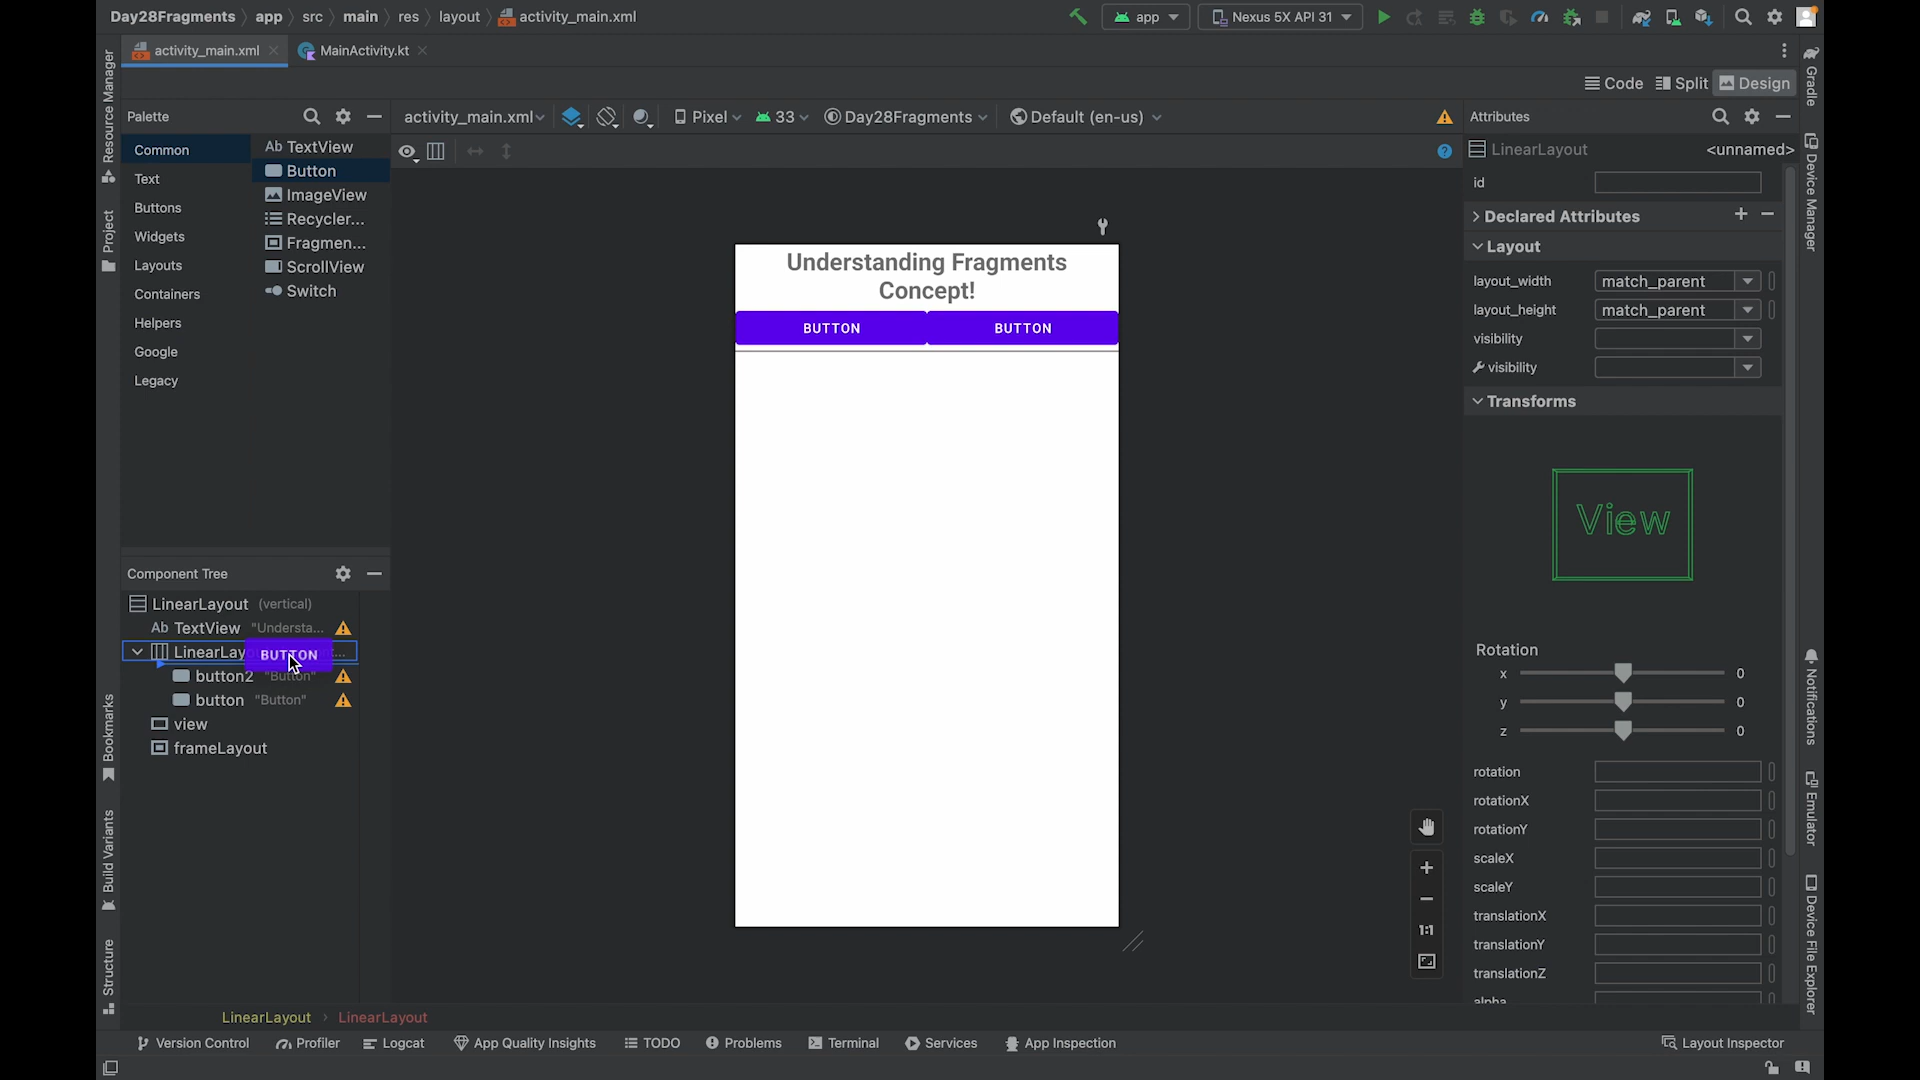 Day28Fragments app src main res layout activity_main.xml
app Nexus 5X API 31
activity_main.xml MainActivity.kt
Code Split Design
Palette
activity_main.xml Pixel 33 Day28Fragments Default (en-us)
Attributes
Common
Text
Buttons
Widgets
Layouts
Containers
Helpers
Google
Legacy
Ab TextView
Button
ImageView
Recycler...
Fragmen...
ScrollView
Switch
LinearLayout <unnamed>
id
Declared Attributes
Layout
layout_width match_parent
layout_height match_parent
visibility
visibility
Transforms
View
Rotation
x 0
y 0
z 0
rotation
rotationX
rotationY
scaleX
scaleY
translationX
translationY
translationZ
alpha
Understanding Fragments
Concept!
BUTTON BUTTON
Component Tree
LinearLayout (vertical)
Ab TextView "Understa...
LinearLay BUTTON ...
button2 "Button"
button "Button"
view
frameLayout
1:1
LinearLayout LinearLayout
Version Control Profiler Logcat App Quality Insights TODO Problems Terminal Services App Inspection Layout Inspector
Resource Manager
Project
Bookmarks
Build Variants
Structure
Gradle
Device Manager
Notifications
Emulator
Device File Explorer